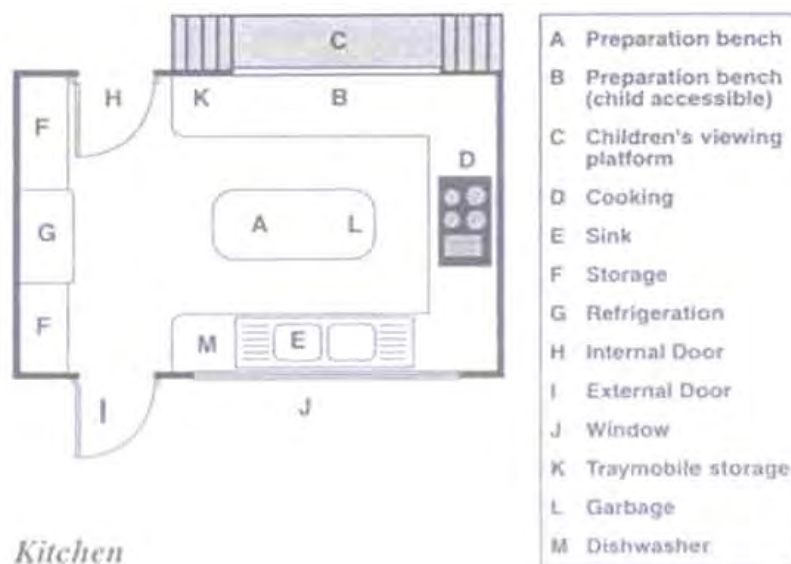 C
H
K
B
F
D
G
A
L
F
M
E
I
J
Kitchen
A Preparation bench
B Preparation bench
(child accessible)
C Children's viewing
platform
D Cooking
E Sink
F Storage
G Refrigeration
H Internal Door
I External Door
J Window
K Traymobile storage
L Garbage
M Dishwasher